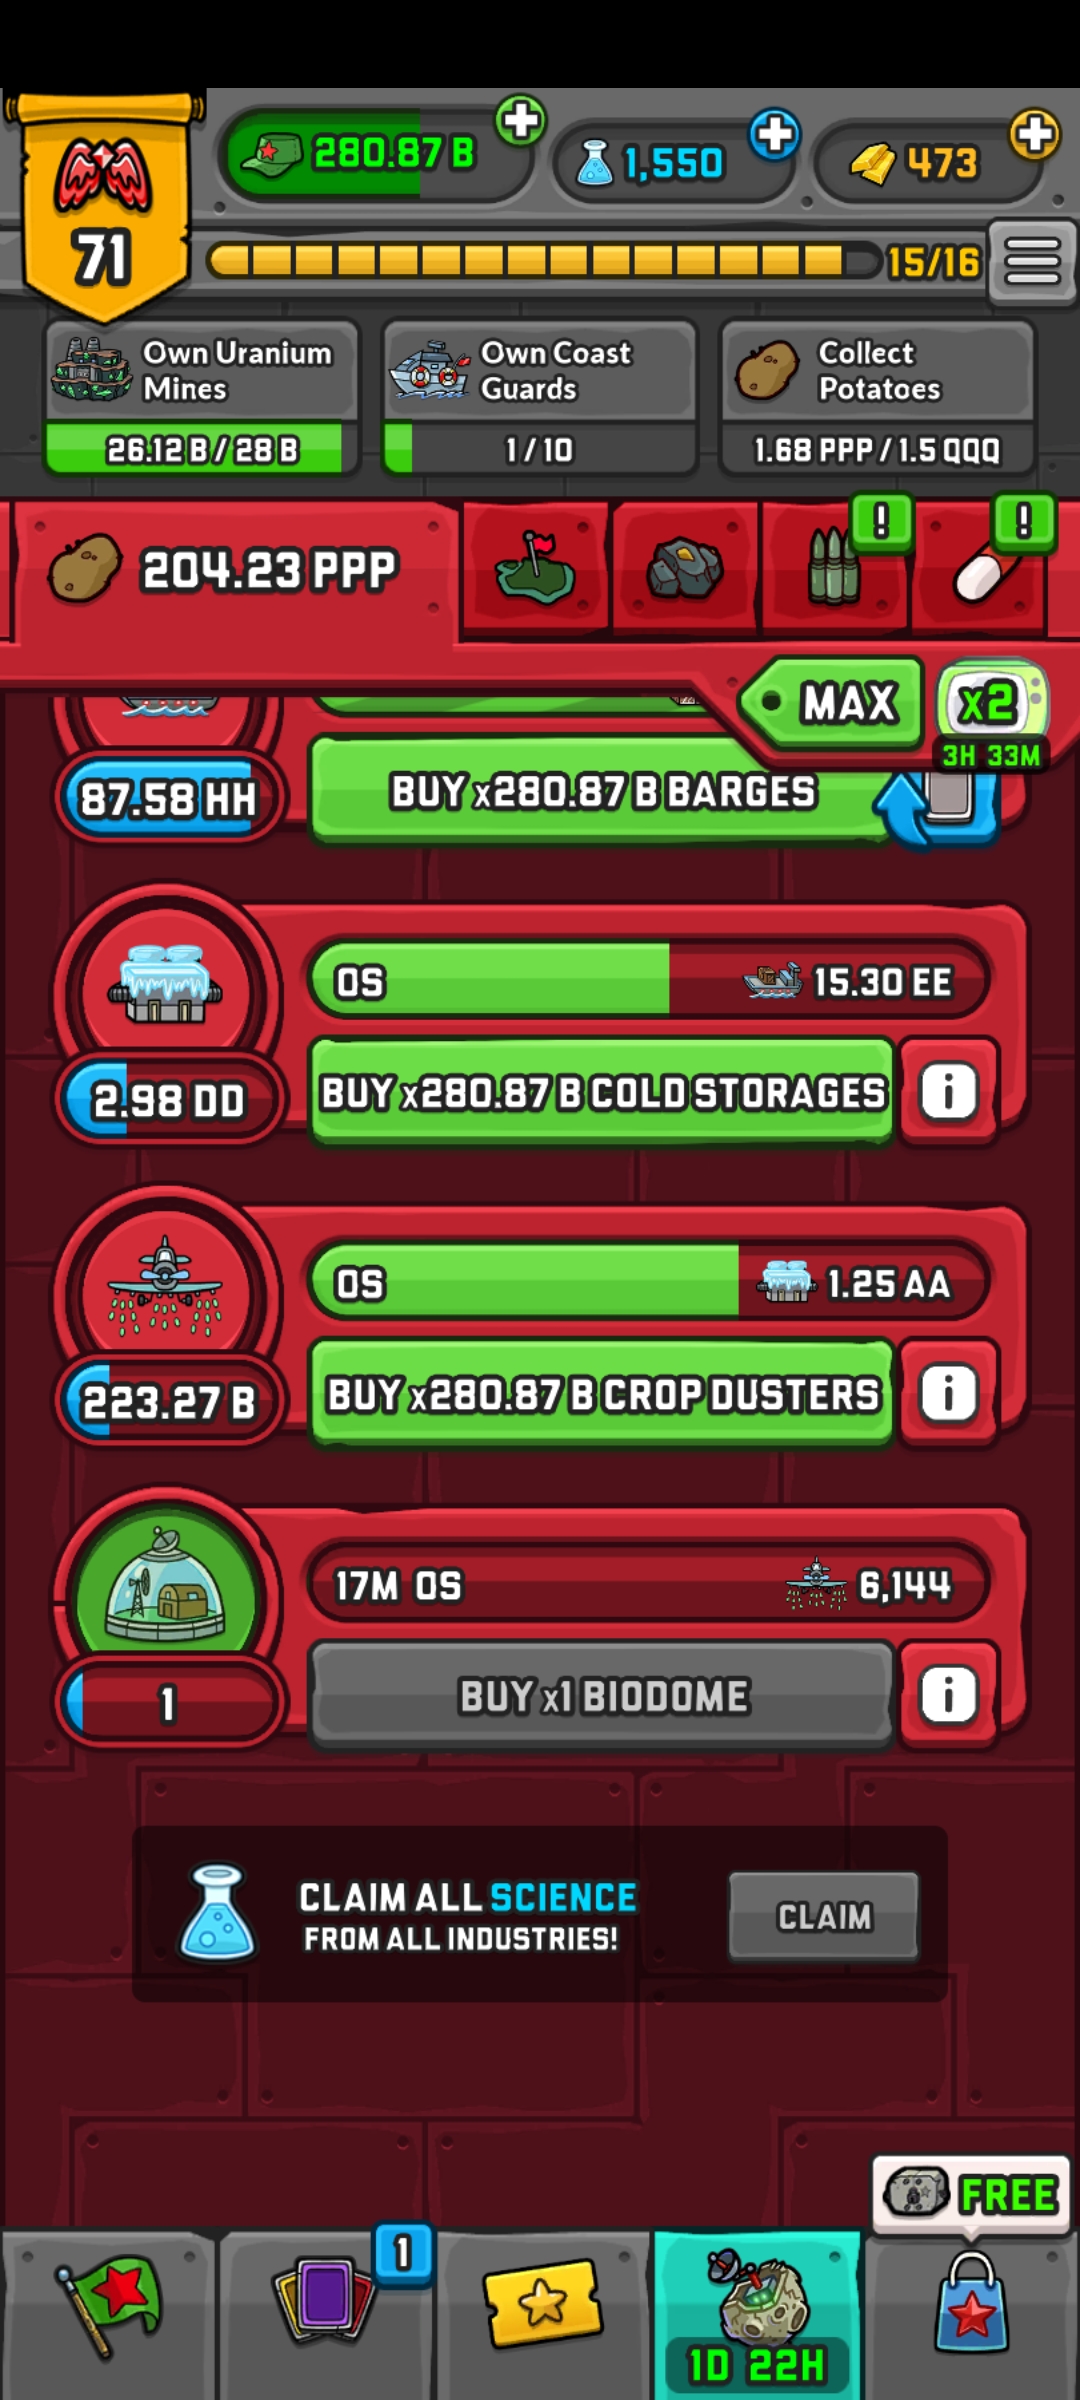 280.87 B
1,550
473
71
15/16
Own Uranium
Mines
26.12 B / 28 B
Own Coast
Guards
1 / 10
Collect
Potatoes
1.68 PPP / 1.5 QQQ
204.23 PPP
!
!
MAX
x2
3H 33M
87.58 HH
BUY x280.87 B BARGES
0S
15.30 EE
2.98 DD
BUY x280.87 B COLD STORAGES
i
0S
1.25 AA
223.27 B
BUY x280.87 B CROP DUSTERS
i
17M 0S
6,144
1
BUY x1 BIODOME
i
CLAIM ALL SCIENCE
FROM ALL INDUSTRIES!
CLAIM
FREE
1
1D 22H